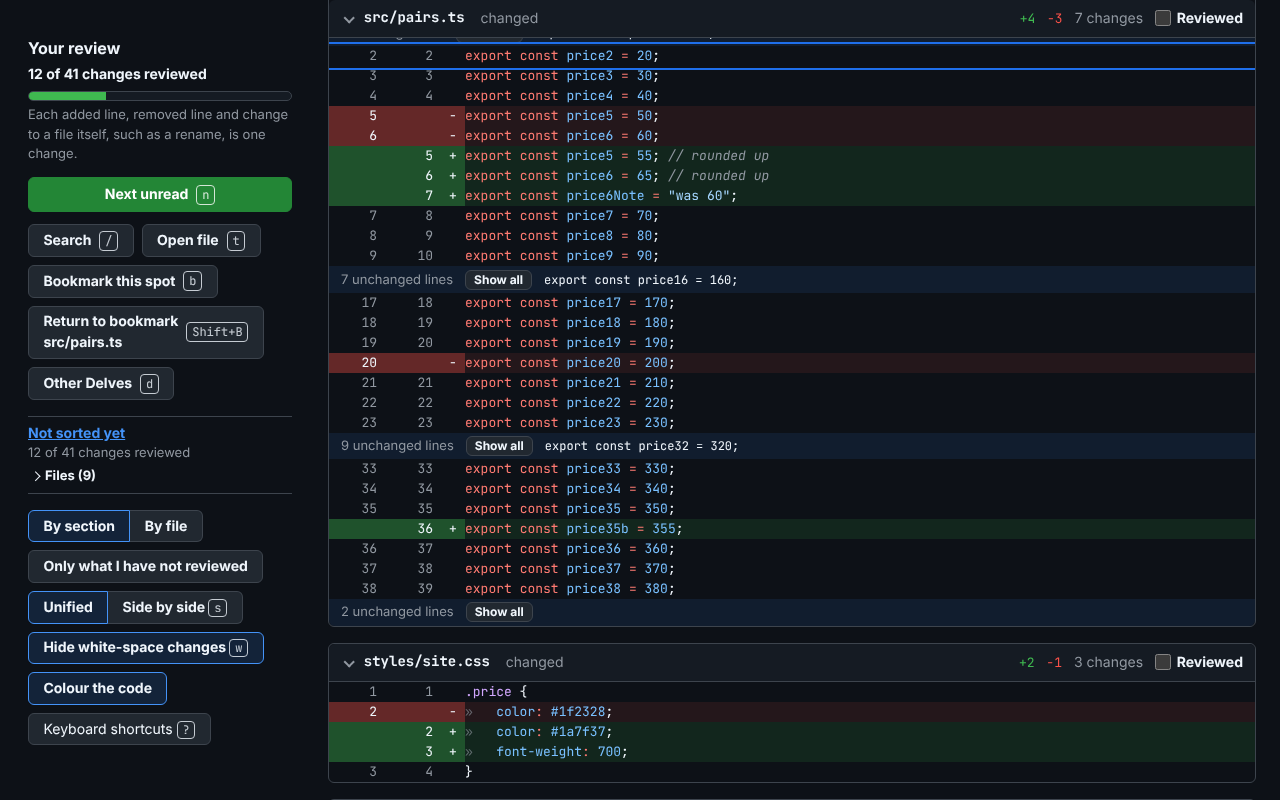 Your review
12 of 41 changes reviewed
Each added line, removed line and change
to a file itself, such as a rename, is one
change.
Next unread n
Search /
Open file t
Bookmark this spot b
Return to bookmark
src/pairs.ts Shift+B
Other Delves d
Not sorted yet
12 of 41 changes reviewed
Files (9)
By section
By file
Only what I have not reviewed
Unified
Side by side s
Hide white-space changes w
Colour the code
Keyboard shortcuts ?
src/pairs.ts changed +4 -3 7 changes Reviewed
2 2 export const price2 = 20;
3 3 export const price3 = 30;
4 4 export const price4 = 40;
5 - export const price5 = 50;
6 - export const price6 = 60;
5 + export const price5 = 55; // rounded up
6 + export const price6 = 65; // rounded up
7 + export const price6Note = "was 60";
7 8 export const price7 = 70;
8 9 export const price8 = 80;
9 10 export const price9 = 90;
7 unchanged lines Show all export const price16 = 160;
17 18 export const price17 = 170;
18 19 export const price18 = 180;
19 20 export const price19 = 190;
20 - export const price20 = 200;
21 21 export const price21 = 210;
22 22 export const price22 = 220;
23 23 export const price23 = 230;
9 unchanged lines Show all export const price32 = 320;
33 33 export const price33 = 330;
34 34 export const price34 = 340;
35 35 export const price35 = 350;
36 + export const price35b = 355;
36 37 export const price36 = 360;
37 38 export const price37 = 370;
38 39 export const price38 = 380;
2 unchanged lines Show all
styles/site.css changed +2 -1 3 changes Reviewed
1 1 .price {
2 - » color: #1f2328;
2 + » color: #1a7f37;
3 + » font-weight: 700;
3 4 }